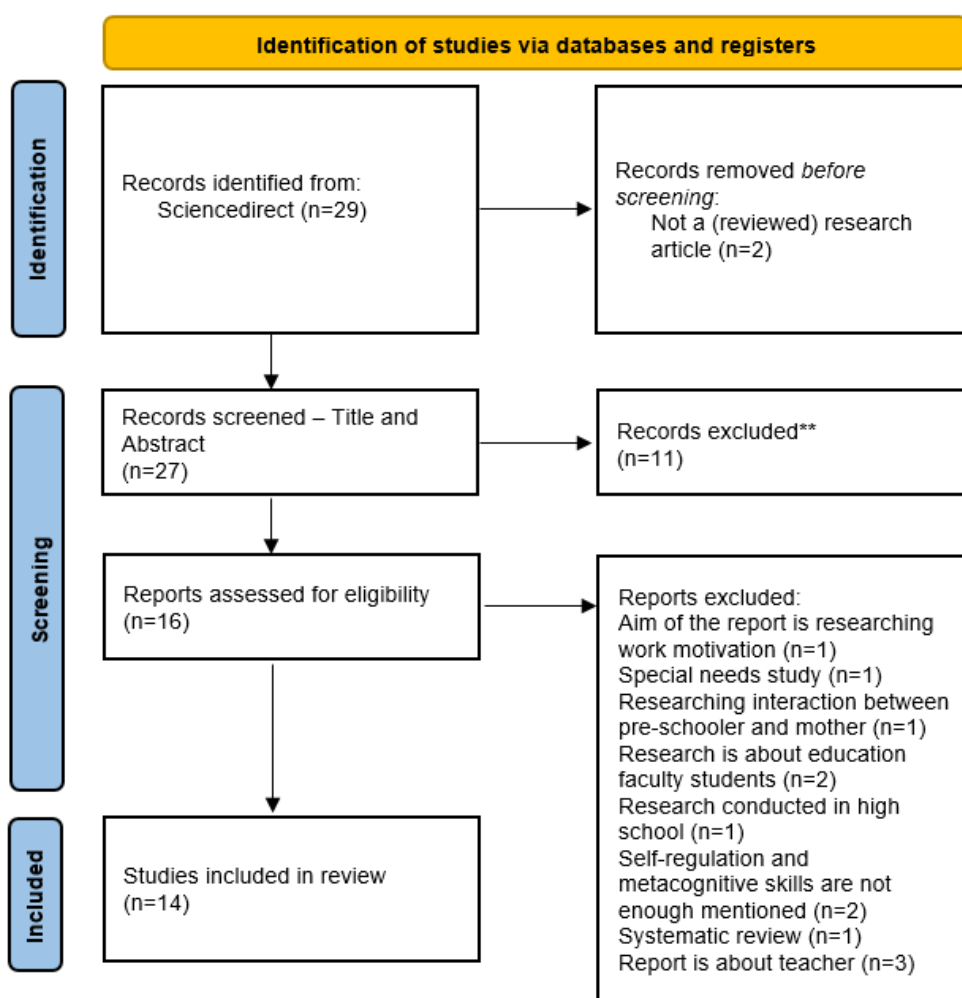 Identification of studies via databases and registers
Identification
Records identified from:
Sciencedirect (n=29)
Records removed before
screening:
Not a (reviewed) research
article (n=2)
Screening
Records screened – Title and
Abstract
(n=27)
Records excluded**
(n=11)
Reports assessed for eligibility
(n=16)
Reports excluded:
Aim of the report is researching
work motivation (n=1)
Special needs study (n=1)
Researching interaction between
pre-schooler and mother (n=1)
Research is about education
faculty students (n=2)
Research conducted in high
school (n=1)
Self-regulation and
metacognitive skills are not
enough mentioned (n=2)
Systematic review (n=1)
Report is about teacher (n=3)
Included
Studies included in review
(n=14)